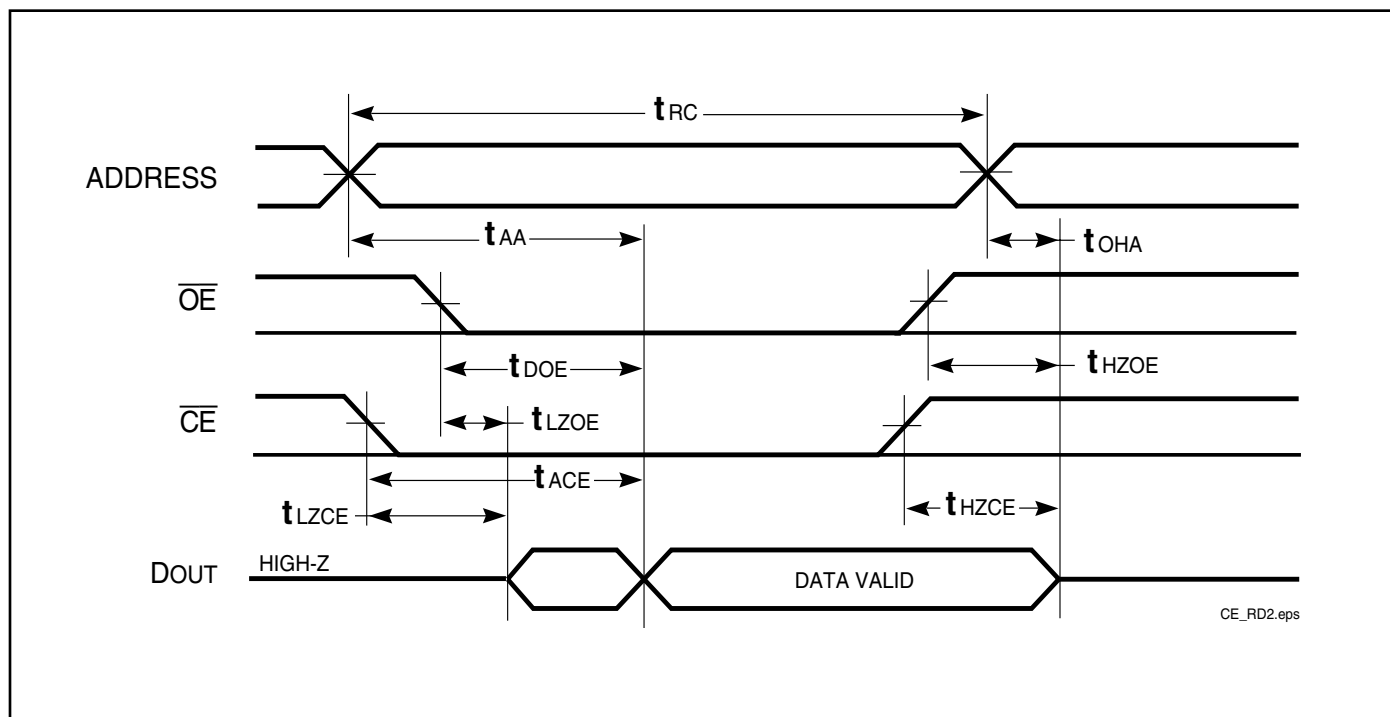 tRC
ADDRESS
tAA
tOHA
OE
tDOE
tHZOE
CE
tLZOE
tACE
tLZCE
tHZCE
DOUT
HIGH-Z
DATA VALID
CE_RD2.eps